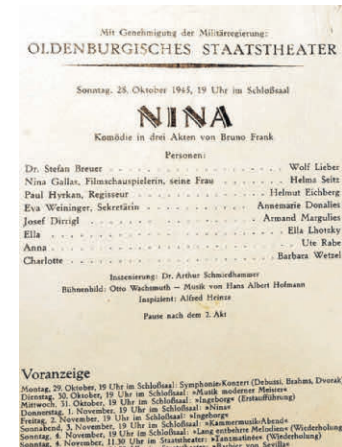 Mit Genehmigung der Militärregierung:
OLDENBURGISCHES STAATSTHEATER
Sonntag, 28. Oktober 1945, 19 Uhr im Schloßsaal
NINA
Komödie in drei Akten von Bruno Frank
Personen:
Dr. Stefan Breuer Wolf Lieber
Nina Gallas, Filmschauspielerin, seine Frau Helma Seitz
Paul Hyrkan, Regisseur Helmut Eichberg
Eva Weininger, Sekretärin Annemarie Donalies
Josef Dirrigl Armand Margulies
Ella Ella Lhotzky
Anna Ute Rabe
Charlotte Barbara Wetzel
Inszenierung: Dr. Arthur Schmiedhammer
Bühnenbild: Otto Wachsmuth – Musik von Hans Albert Hofmann
Inspizient: Alfred Heinze
Pause nach dem 2. Akt
Voranzeige
Montag, 29. Oktober, 19 Uhr im Schloßsaal: Symphonie-Konzert (Debussi, Brahms, Dvorak)
Dienstag, 30. Oktober, 19 Uhr im Schloßsaal: »Musik moderner Meister«
Mittwoch, 31. Oktober, 19 Uhr im Schloßsaal: »Ingeborg« (Erstaufführung)
Donnerstag, 1. November, 19 Uhr im Schloßsaal: »Nina«
Freitag, 2. November, 19 Uhr im Schloßsaal: »Ingeborg«
Sonnabend, 3. November, 19 Uhr im Schloßsaal: »Kammermusik-Abend«
Sonntag, 4. November, 19 Uhr im Schloßsaal: »Lang entbehrte Melodien« (Wiederholung)
Sonntag, 4. November, 11.30 Uhr im Staatstheater: »Tanzmatinée« (Wiederholung)